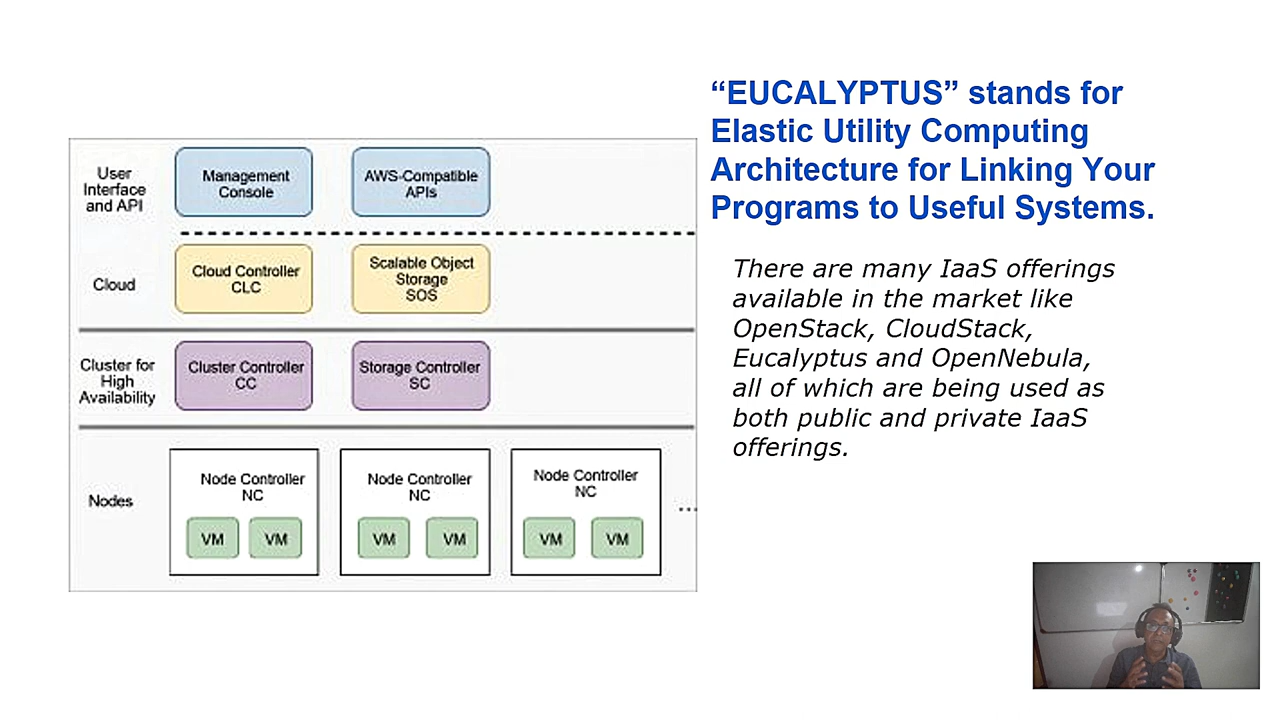 “EUCALYPTUS” stands for
Elastic Utility Computing
Architecture for Linking Your
Programs to Useful Systems.
There are many IaaS offerings
available in the market like
OpenStack, CloudStack,
Eucalyptus and OpenNebula,
all of which are being used as
both public and private IaaS
offerings.
User
Interface
and API
Management
Console
AWS-Compatible
APIs
Cloud
Cloud Controller
CLC
Scalable Object
Storage
SOS
Cluster for
High
Availability
Cluster Controller
CC
Storage Controller
SC
Nodes
Node Controller
NC
VM VM
Node Controller
NC
VM VM
Node Controller
NC
VM VM
...